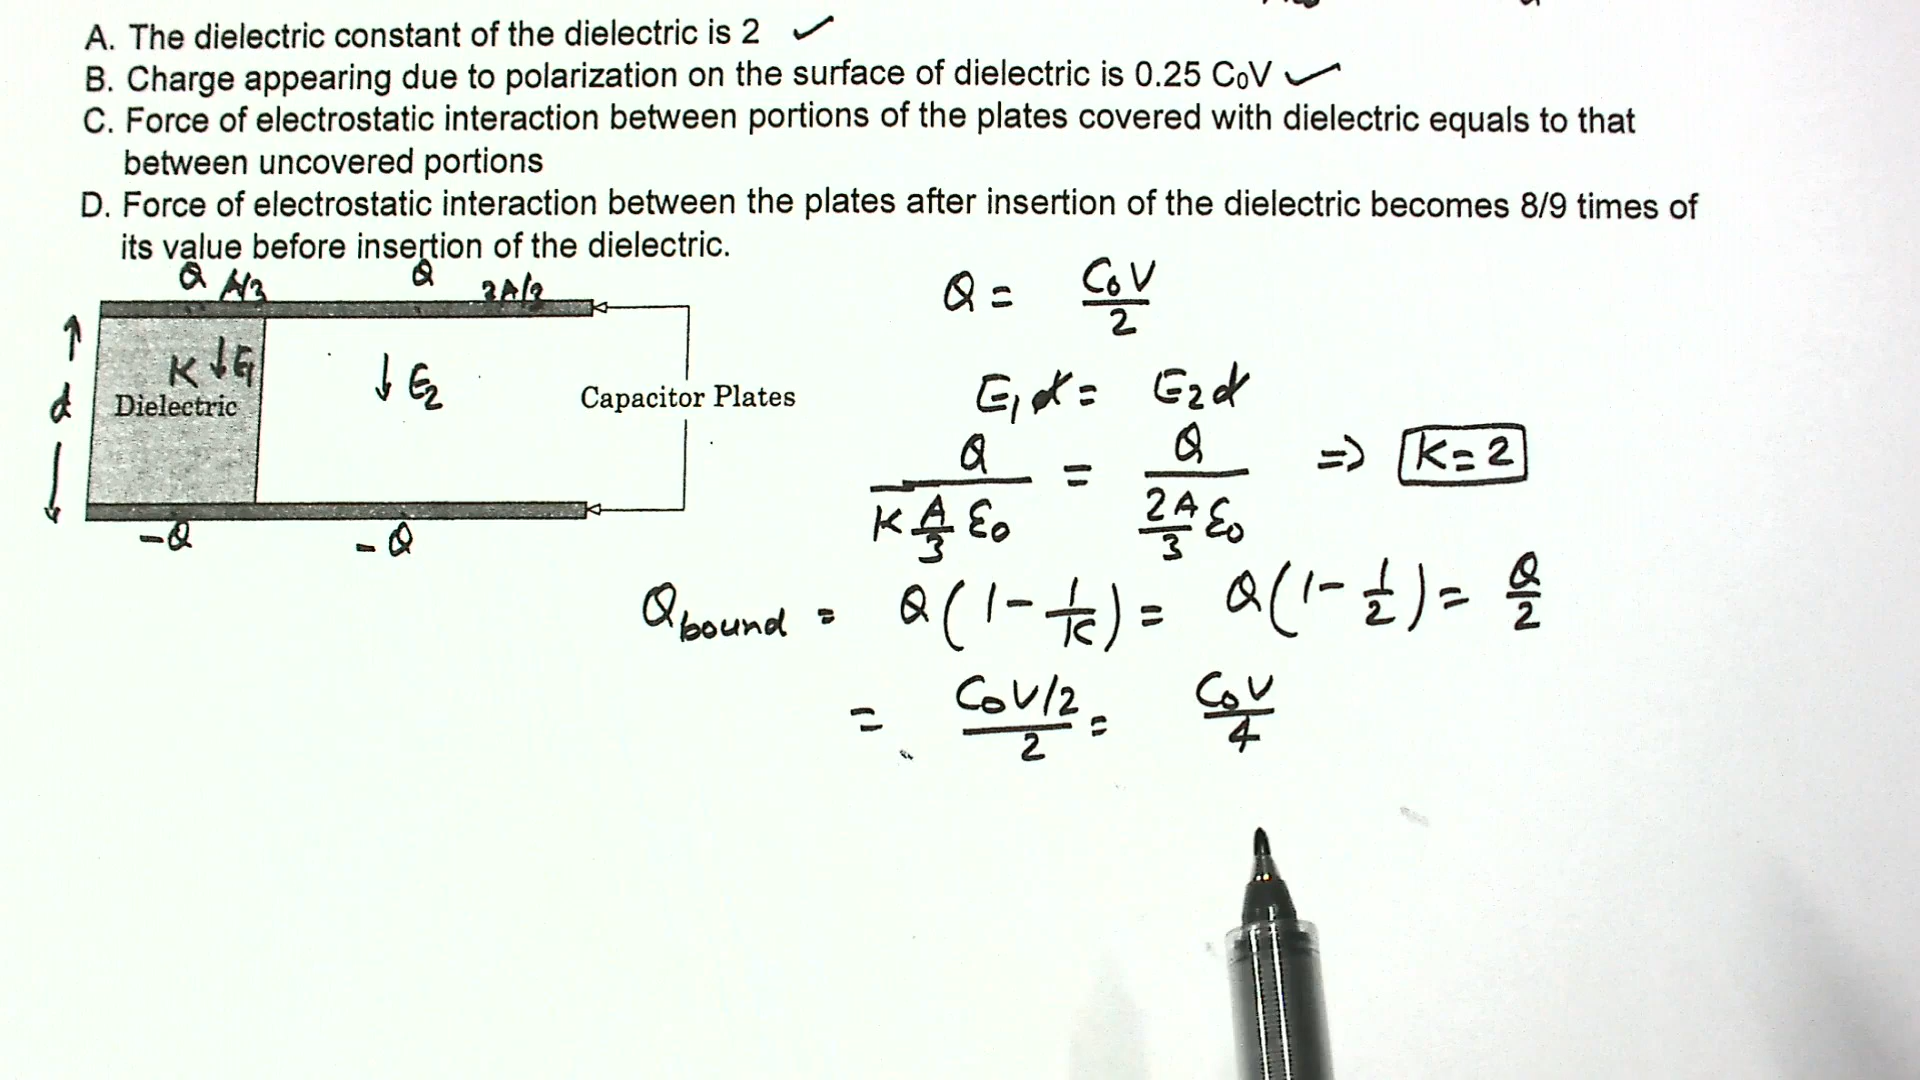 A. The dielectric constant of the dielectric is 2 ✓
B. Charge appearing due to polarization on the surface of dielectric is 0.25 C₀V ✓
C. Force of electrostatic interaction between portions of the plates covered with dielectric equals to that
between uncovered portions
D. Force of electrostatic interaction between the plates after insertion of the dielectric becomes 8/9 times of
its value before insertion of the dielectric.
Q A/3 Q 2A/3
Q = C₀V/2
K ↓E₁ ↓E₂
d
Dielectric
Capacitor Plates
E₁d = E₂d
Q/(K A/3 ε₀) = Q/(2A/3 ε₀) ⇒ K = 2
-Q -Q
Qbound = Q(1 - 1/K) = Q(1 - 1/2) = Q/2
= (C₀V/2)/2 = C₀V/4